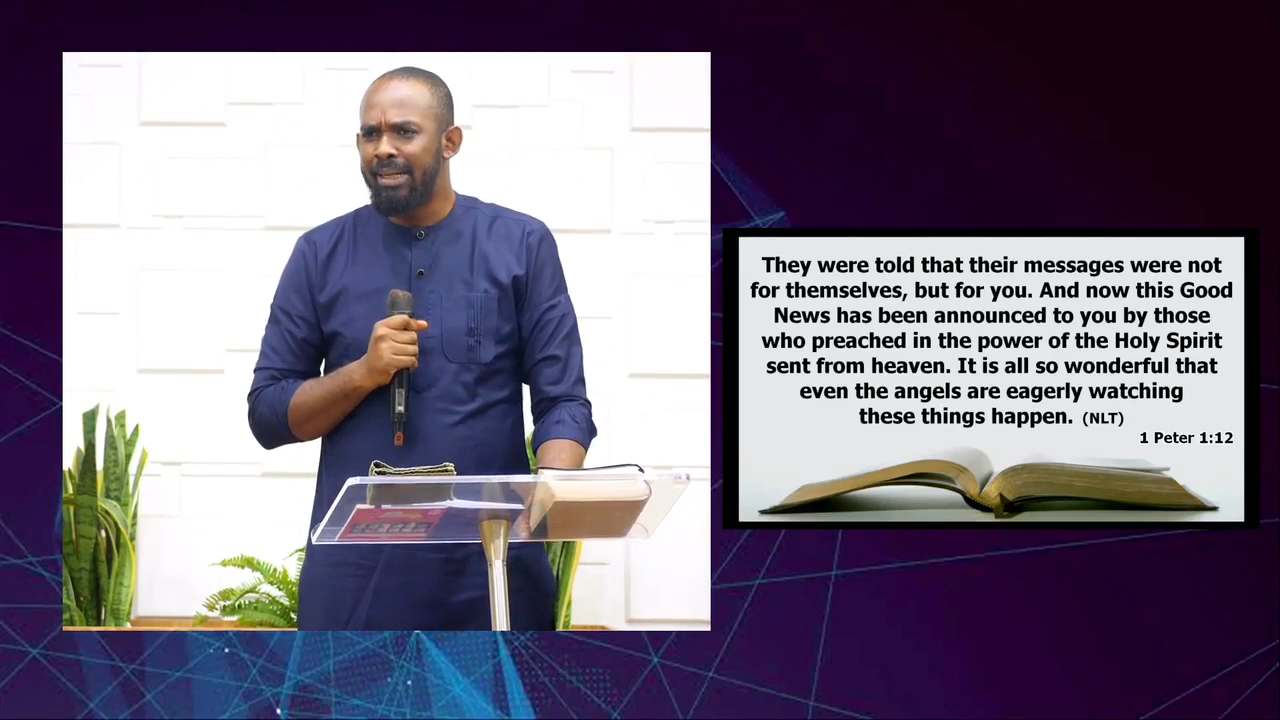 They were told that their messages were not
for themselves, but for you. And now this Good
News has been announced to you by those
who preached in the power of the Holy Spirit
sent from heaven. It is all so wonderful that
even the angels are eagerly watching
these things happen. (NLT)
1 Peter 1:12